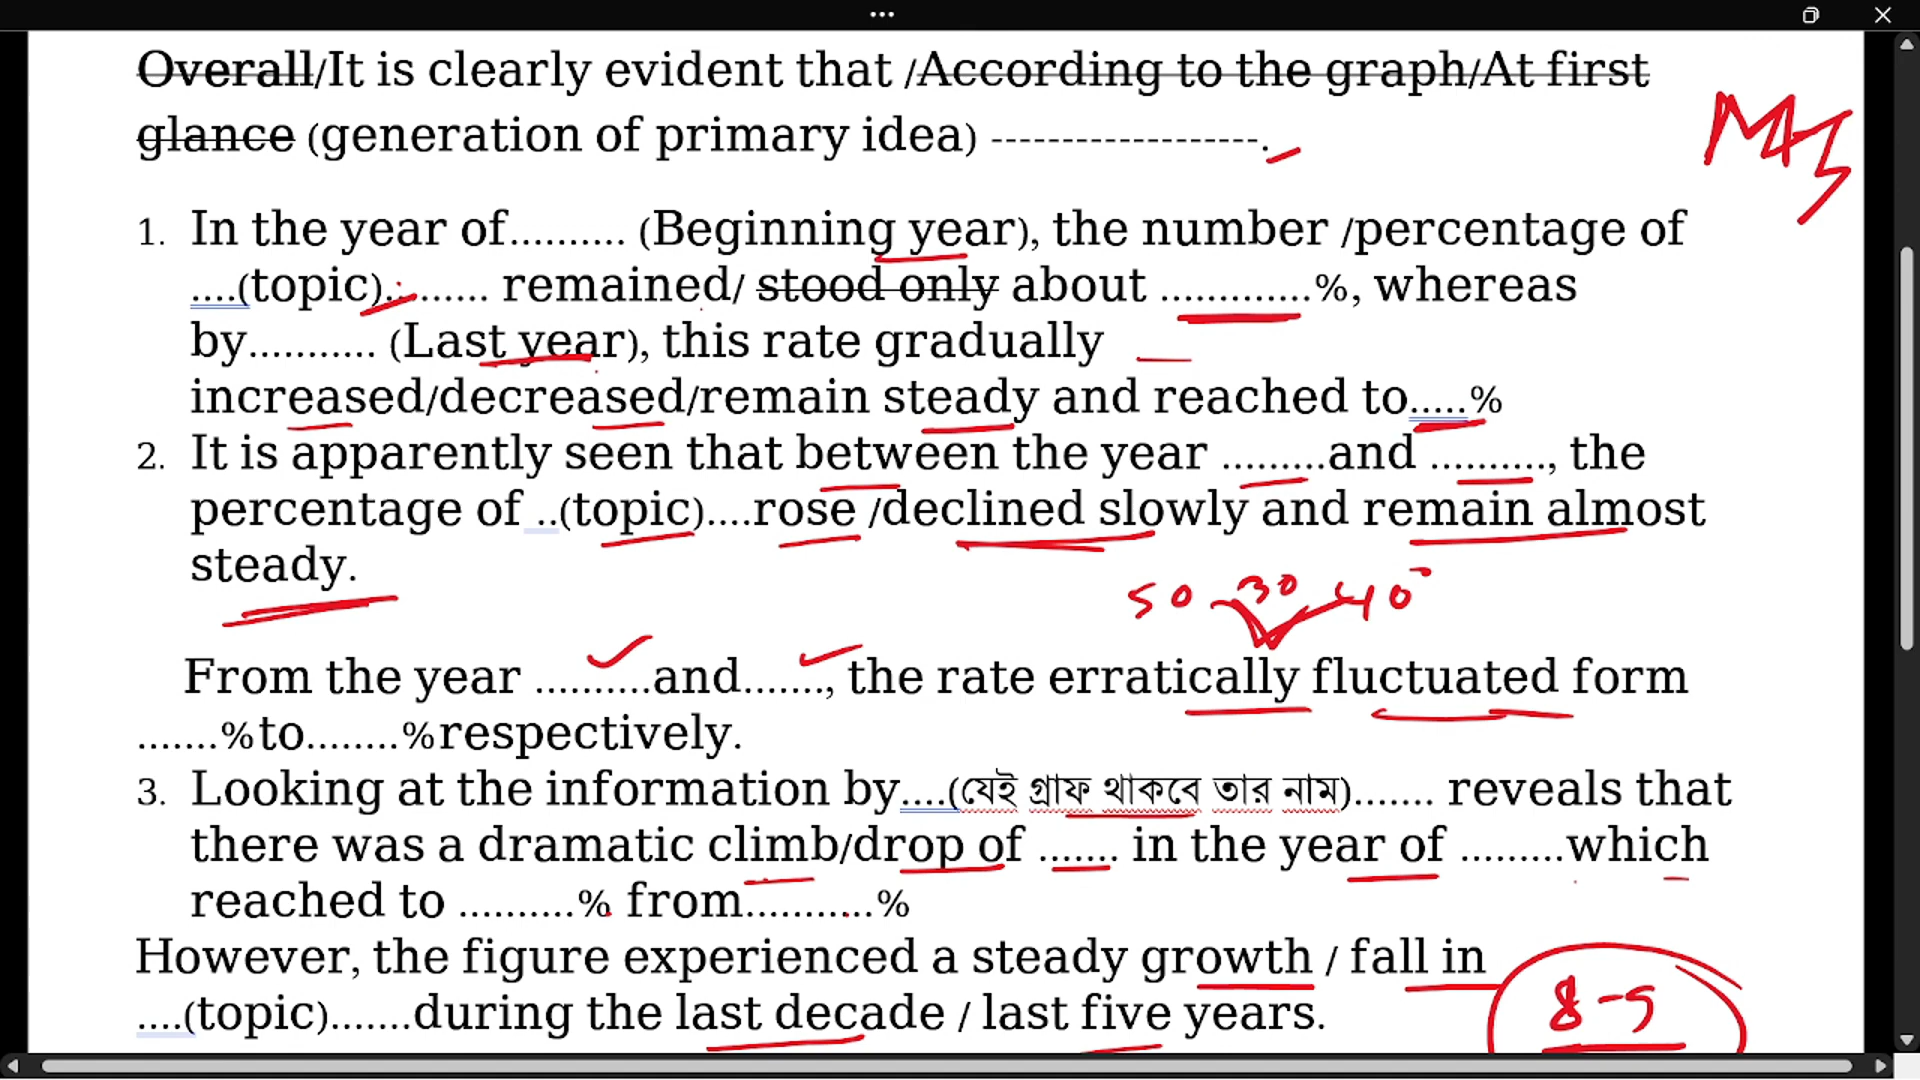 Overall/It is clearly evident that /According to the graph/At first
glance (generation of primary idea) -------------------.
1. In the year of.......... (Beginning year), the number /percentage of
....(topic)......... remained/ stood only about .............%, whereas
by........... (Last year), this rate gradually
increased/decreased/remain steady and reached to.....%
2. It is apparently seen that between the year .........and .........., the
percentage of ..(topic)....rose /declined slowly and remain almost
steady.
50 30 40
From the year ..........and......., the rate erratically fluctuated form
.......%to........%respectively.
3. Looking at the information by....(যেই গ্রাফ থাকবে তার নাম)....... reveals that
there was a dramatic climb/drop of ....... in the year of .........which
reached to ..........% from...........%
However, the figure experienced a steady growth / fall in
....(topic).......during the last decade / last five years.